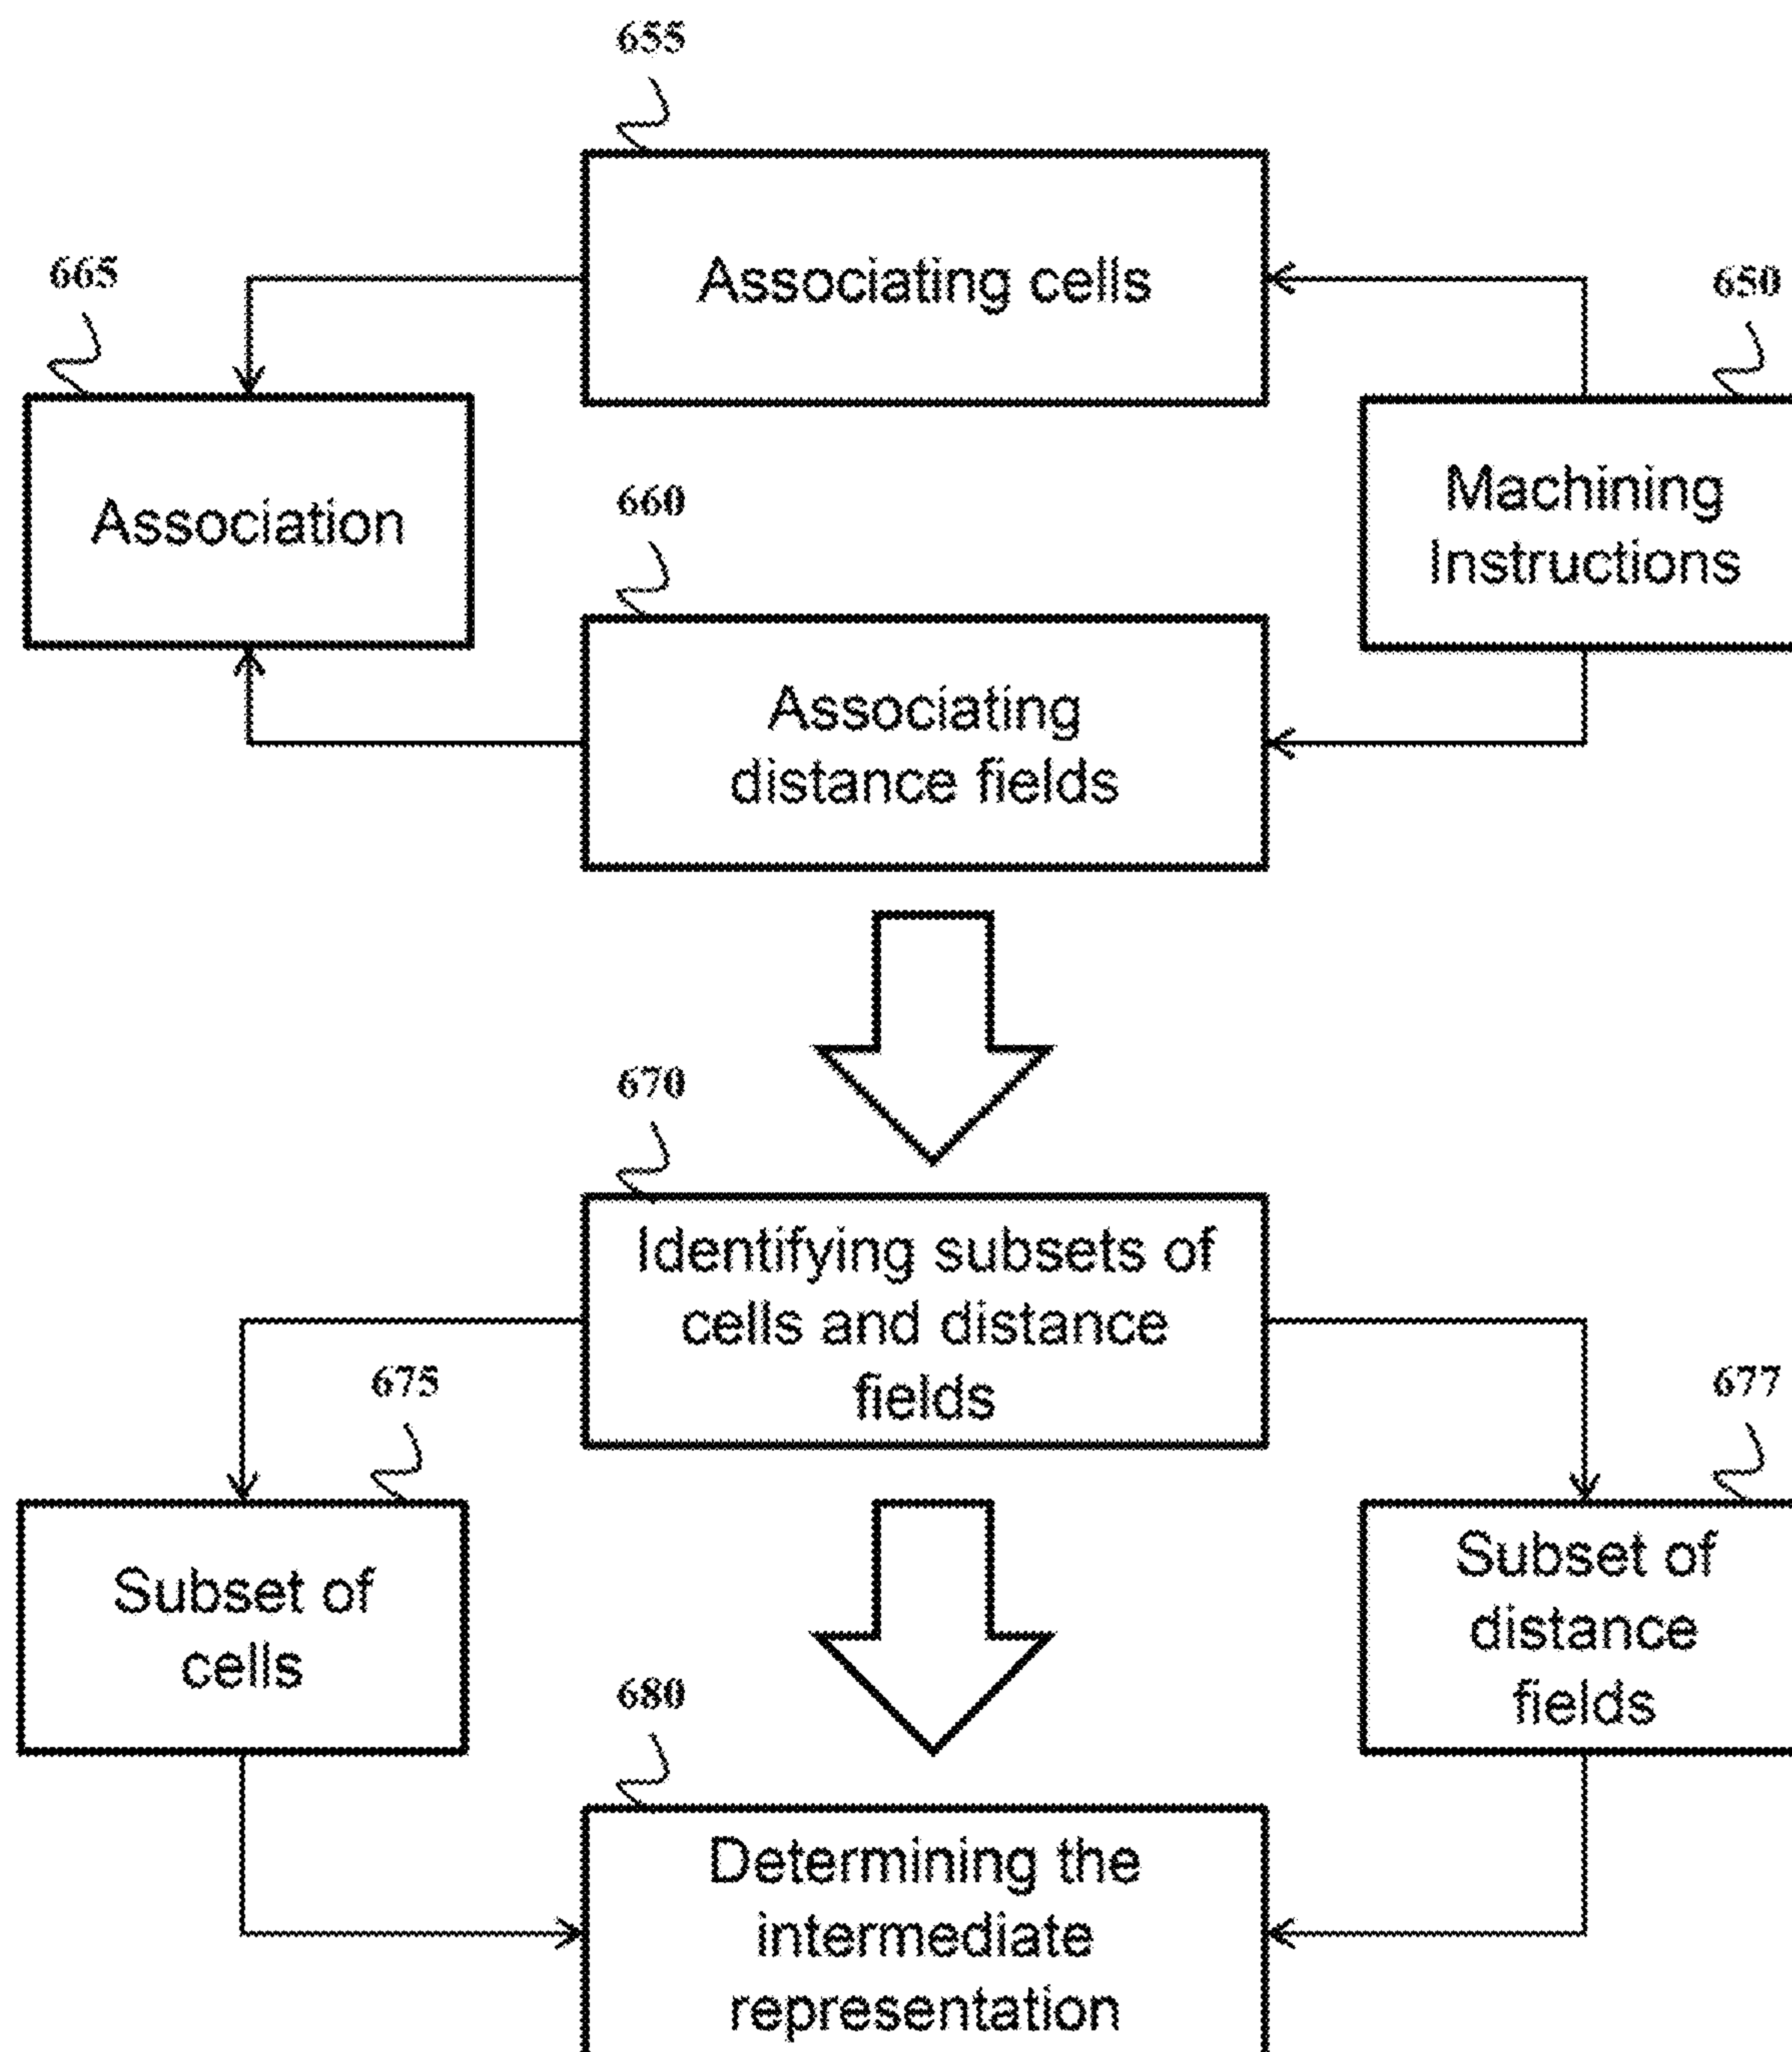 655
Associating cells
665
650
Association
Machining
Instructions
660
Associating
distance fields
670
Identifying subsets of
cells and distance
fields
675
677
Subset of
cells
Subset of
distance
fields
680
Determining the
intermediate
representation